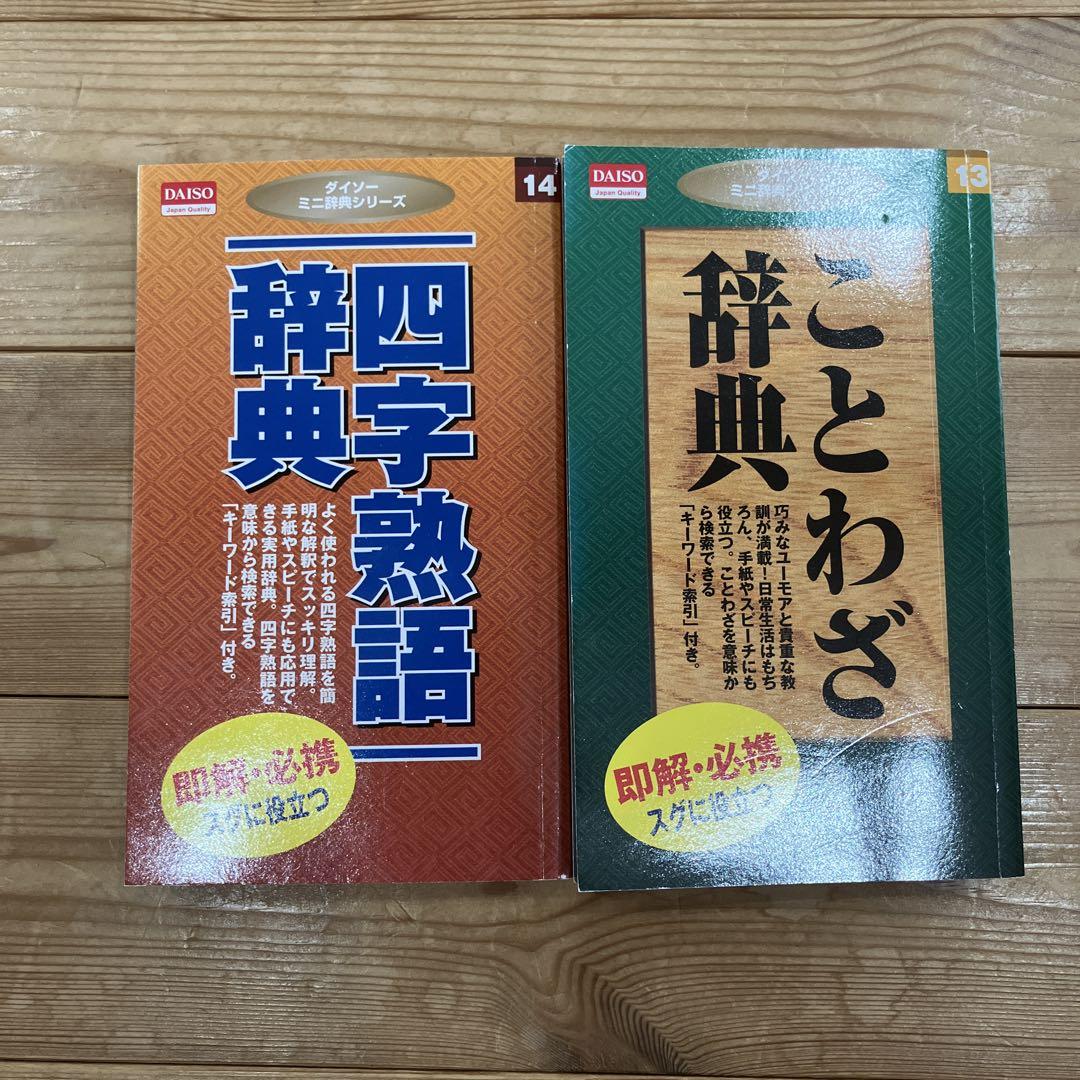 DAISO
Japan Quality
ダイソー
ミニ辞典シリーズ
14
四字熟語
辞典
よく使われる四字熟語を簡
明な解釈でスッキリ理解。
手紙やスピーチにも応用で
きる実用辞典。四字熟語を
意味から検索できる
「キーワード索引」付き。
即解・必携
スグに役立つ
DAISO
Japan Quality
ダイソ
ミニ辞典
13
ことわざ
辞典
巧みなユーモアと貴重な教
訓が満載！日常生活はもち
ろん、手紙やスピーチにも
役立つ。ことわざを意味か
ら検索できる
「キーワード索引」付き。
即解・必携
スグに役立つ